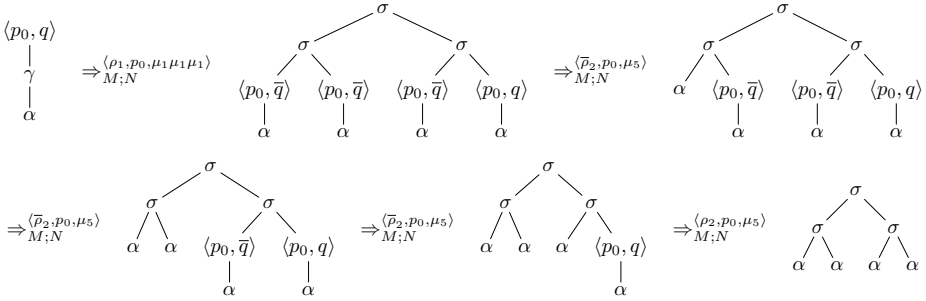 σ
⟨p₀, q⟩ σ σ σ σ
γ ⇒_{M;N}^{⟨ρ₁,p₀,μ₁μ₁μ₁⟩} ⟨p₀, q̅⟩ ⟨p₀, q̅⟩ ⟨p₀, q̅⟩ ⟨p₀, q⟩ ⇒_{M;N}^{⟨ρ̅₂,p₀,μ₅⟩} σ α ⟨p₀, q̅⟩ ⟨p₀, q̅⟩ ⟨p₀, q⟩
α α α α α α α α
σ σ
σ σ σ σ σ
⇒_{M;N}^{⟨ρ̅₂,p₀,μ₅⟩} α α ⟨p₀, q̅⟩ ⟨p₀, q⟩ ⇒_{M;N}^{⟨ρ̅₂,p₀,μ₅⟩} α α α ⟨p₀, q⟩ ⇒_{M;N}^{⟨ρ₂,p₀,μ₅⟩} σ σ
α α α α α α α